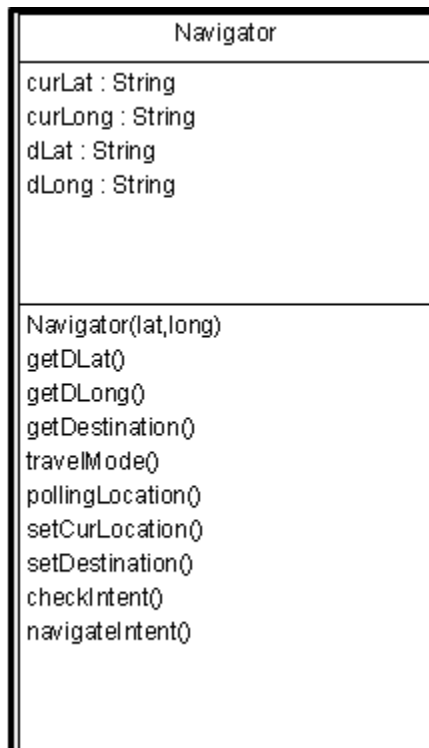 Navigator
curLat : String
curLong : String
dLat : String
dLong : String
Navigator(lat,long)
getDLat()
getDLong()
getDestination()
travelMode()
pollingLocation()
setCurLocation()
setDestination()
checkIntent()
navigateIntent()